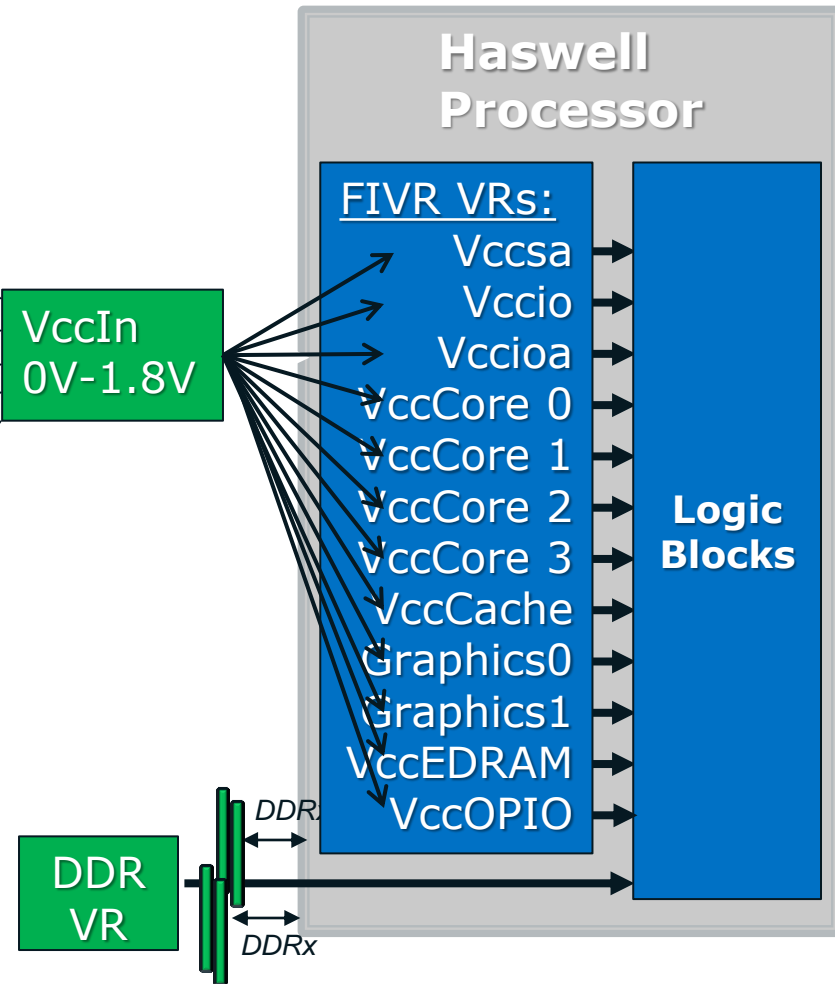 Haswell
Processor
FIVR VRs:
Vccsa
Vccio
Vccioa
VccCore 0
VccCore 1
VccCore 2
VccCore 3
VccCache
Graphics0
Graphics1
VccEDRAM
VccOPIO
Logic
Blocks
VccIn
0V-1.8V
DDR
VR
DDRx